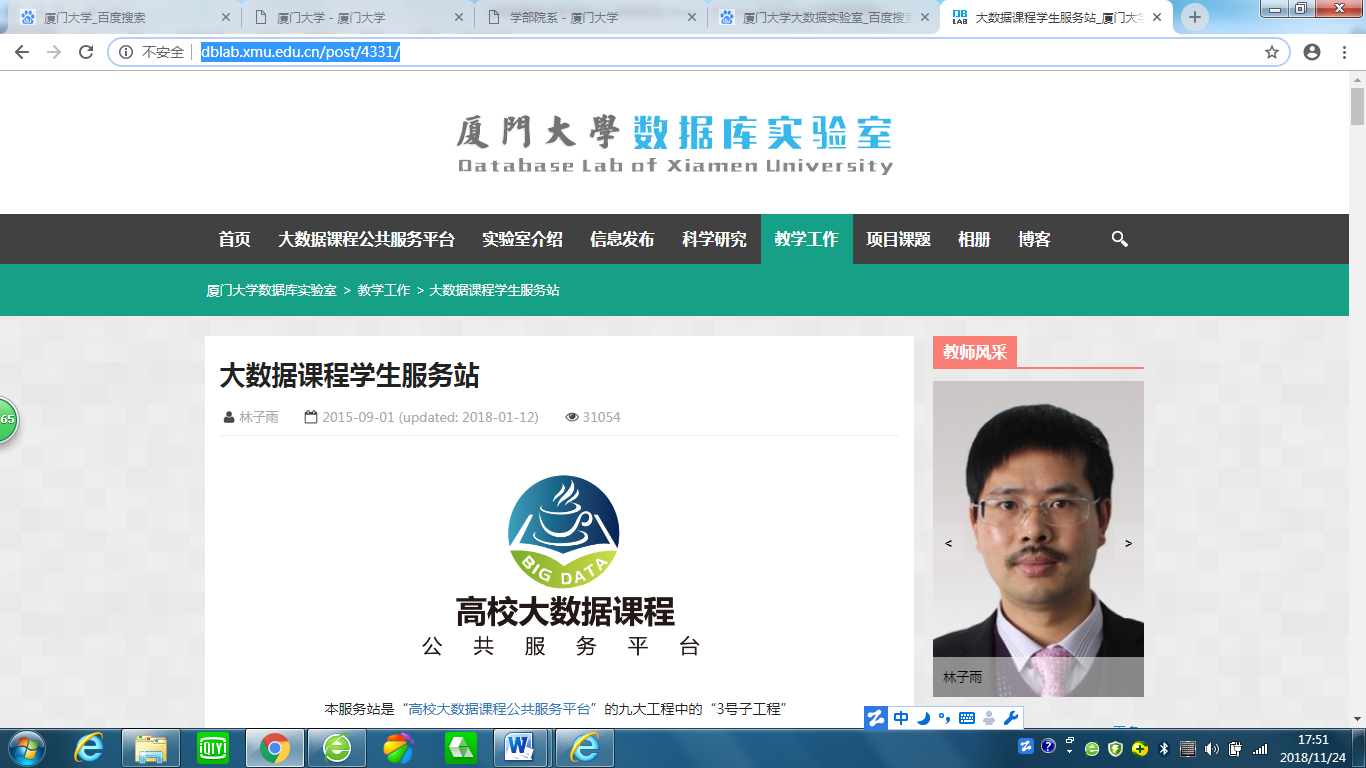 厦门大学_百度搜索
厦门大学 - 厦门大学
学部院系 - 厦门大学
厦门大学大数据实验室_百度搜索
DB LAB 大数据课程学生服务站_厦门大学
不安全 dblab.xmu.edu.cn/post/4331/
厦門大學 数据库实验室
Database Lab of Xiamen University
首页 大数据课程公共服务平台 实验室介绍 信息发布 科学研究 教学工作 项目课题 相册 博客
厦门大学数据库实验室 > 教学工作 > 大数据课程学生服务站
大数据课程学生服务站
林子雨 2015-09-01 (updated: 2018-01-12) 31054
教师风采
< >
林子雨
65
BIG DATA
高校大数据课程
公共服务平台
本服务站是“高校大数据课程公共服务平台”的九大工程中的“3号子工程”
中
iQIY
17:51
2018/11/24